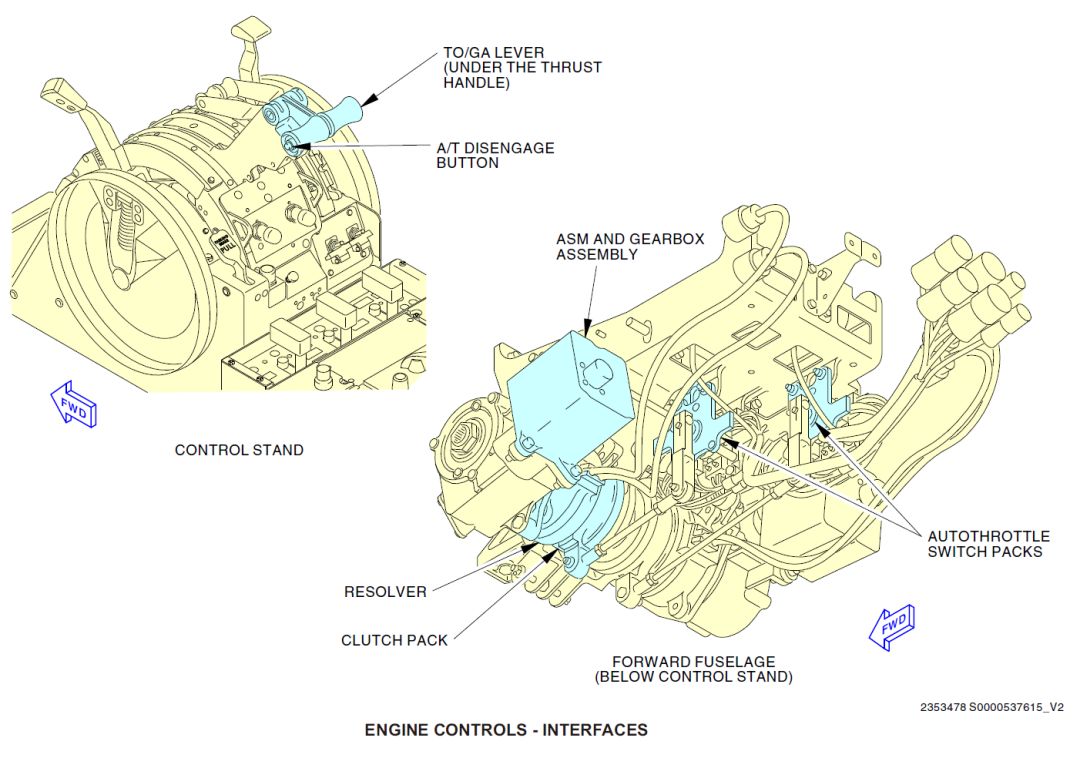 TO/GA LEVER
(UNDER THE THRUST
HANDLE)
A/T DISENGAGE
BUTTON
PULL
FWD
CONTROL STAND
ASM AND GEARBOX
ASSEMBLY
AUTOTHROTTLE
SWITCH PACKS
RESOLVER
CLUTCH PACK
FWD
FORWARD FUSELAGE
(BELOW CONTROL STAND)
2353478 S0000537615_V2
ENGINE CONTROLS - INTERFACES